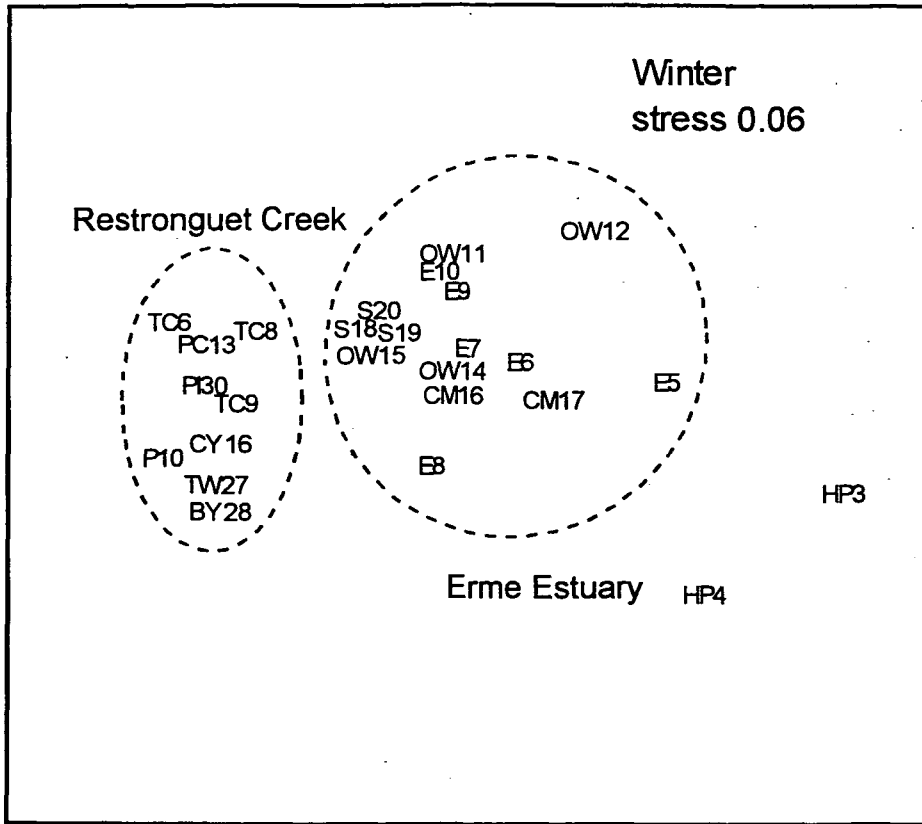 Winter
stress 0.06
Restronguet Creek
OW12
OW11
E10
E9
S20
TC6
TC8
S18
S19
PC13
E7
OW15
E6
OW14
PI30
E5
CM16
TC9
CM17
CY16
P10
E8
TW27
HP3
BY28
Erme Estuary
HP4